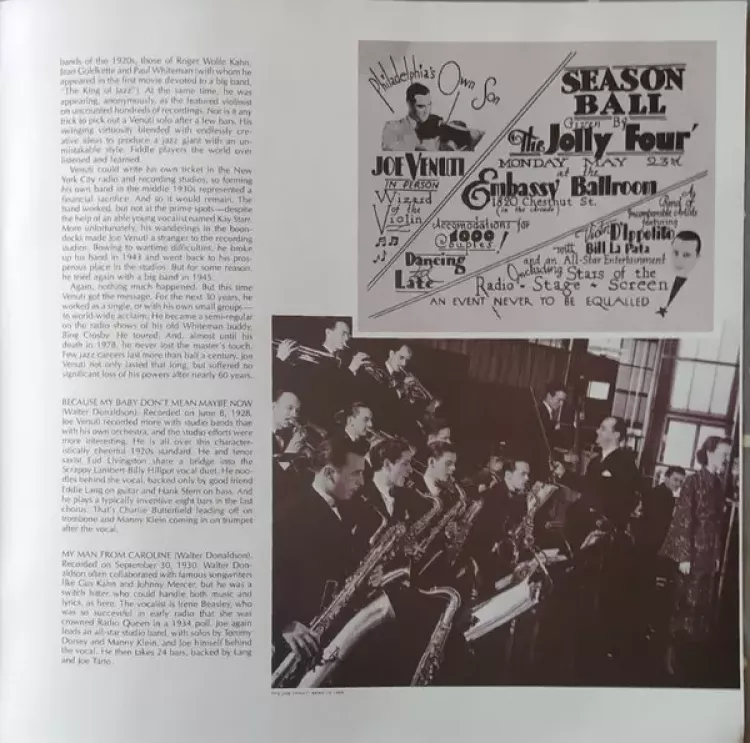 bands of the 1920s, those of Roger Wolfe Kahn,
Jean Goldkette and Paul Whiteman (with whom he
appeared in the first movie devoted to a big band,
"The King of Jazz"). At the same time, he was
appearing, anonymously, as the featured violinist
on uncounted hundreds of recordings. Nor is it any
trick to pick out a Venuti solo after a few bars. His
swinging virtuosity blended with endlessly cre-
ative ideas to produce a jazz giant with an un-
mistakable style. Fiddle players the world over
listened and learned.
Venuti could write his own ticket in the New
York City radio and recording studios, so forming
his own band in the middle 1930s represented a
financial sacrifice. And so it would remain. The
band worked, but not at the prime spots—despite
the help of an able young vocalist named Kay Starr.
More unfortunately, his wanderings in the boon-
docks made Joe Venuti a stranger to the recording
studios. Bowing to wartime difficulties, he broke
up his band in 1943 and went back to his pros-
perous place in the studios. But for some reason,
he tried again with a big band in 1945.
Again, nothing much happened. But this time
Venuti got the message. For the next 30 years, he
worked as a single, or with his own small groups—
to world-wide acclaim. He became a semi-regular
on the radio shows of his old Whiteman buddy,
Bing Crosby. He toured. And, almost until his
death in 1978, he never lost the master's touch.
Few jazz careers last more than half a century. Joe
Venuti not only lasted that long, but suffered no
significant loss of his powers after nearly 60 years.
BECAUSE MY BABY DON'T MEAN MAYBE NOW
(Walter Donaldson). Recorded on June 8, 1928.
Joe Venuti recorded more with studio bands than
with his own orchestra, and the studio efforts were
more interesting. He is all over this character-
istically cheerful 1920s standard. He and tenor
saxist Fud Livingston share a bridge into the
Scrappy Lambert-Billy Hillpot vocal duet. He noo-
dles behind the vocal, backed only by good friend
Eddie Lang on guitar and Hank Stern on bass. And
he plays a typically inventive eight bars in the last
chorus. That's Charlie Butterfield leading off on
trombone and Manny Klein coming in on trumpet
after the vocal.
MY MAN FROM CAROLINE (Walter Donaldson).
Recorded on September 30, 1930. Walter Don-
aldson often collaborated with famous songwriters
like Gus Kahn and Johnny Mercer, but he was a
switch hitter who could handle both music and
lyrics, as here. The vocalist is Irene Beasley, who
was so successful in early radio that she was
crowned Radio Queen in a 1934 poll. Joe again
leads an all-star studio band, with solos by Tommy
Dorsey and Manny Klein, and Joe himself behind
the vocal. He then takes 24 bars, backed by Lang
and Joe Tarto.
Philadelphia's Own Son
JOE VENUTI
IN PERSON
Wizard
of the
Violin
SEASON
BALL
Given By
"The Jolly Four"
MONDAY MAY 23rd
at the
Embassy Ballroom
1820 Chestnut St.
(in the arcade)
Accomodations for
1000
Couples!
Dancing
Till
Late
A
Band of
Incomparable Artists
featuring
D'Ippolito
with Bill La Pata
and an All-Star Entertainment
Including Stars of the
Radio - Stage - Screen
AN EVENT NEVER TO BE EQUALLED